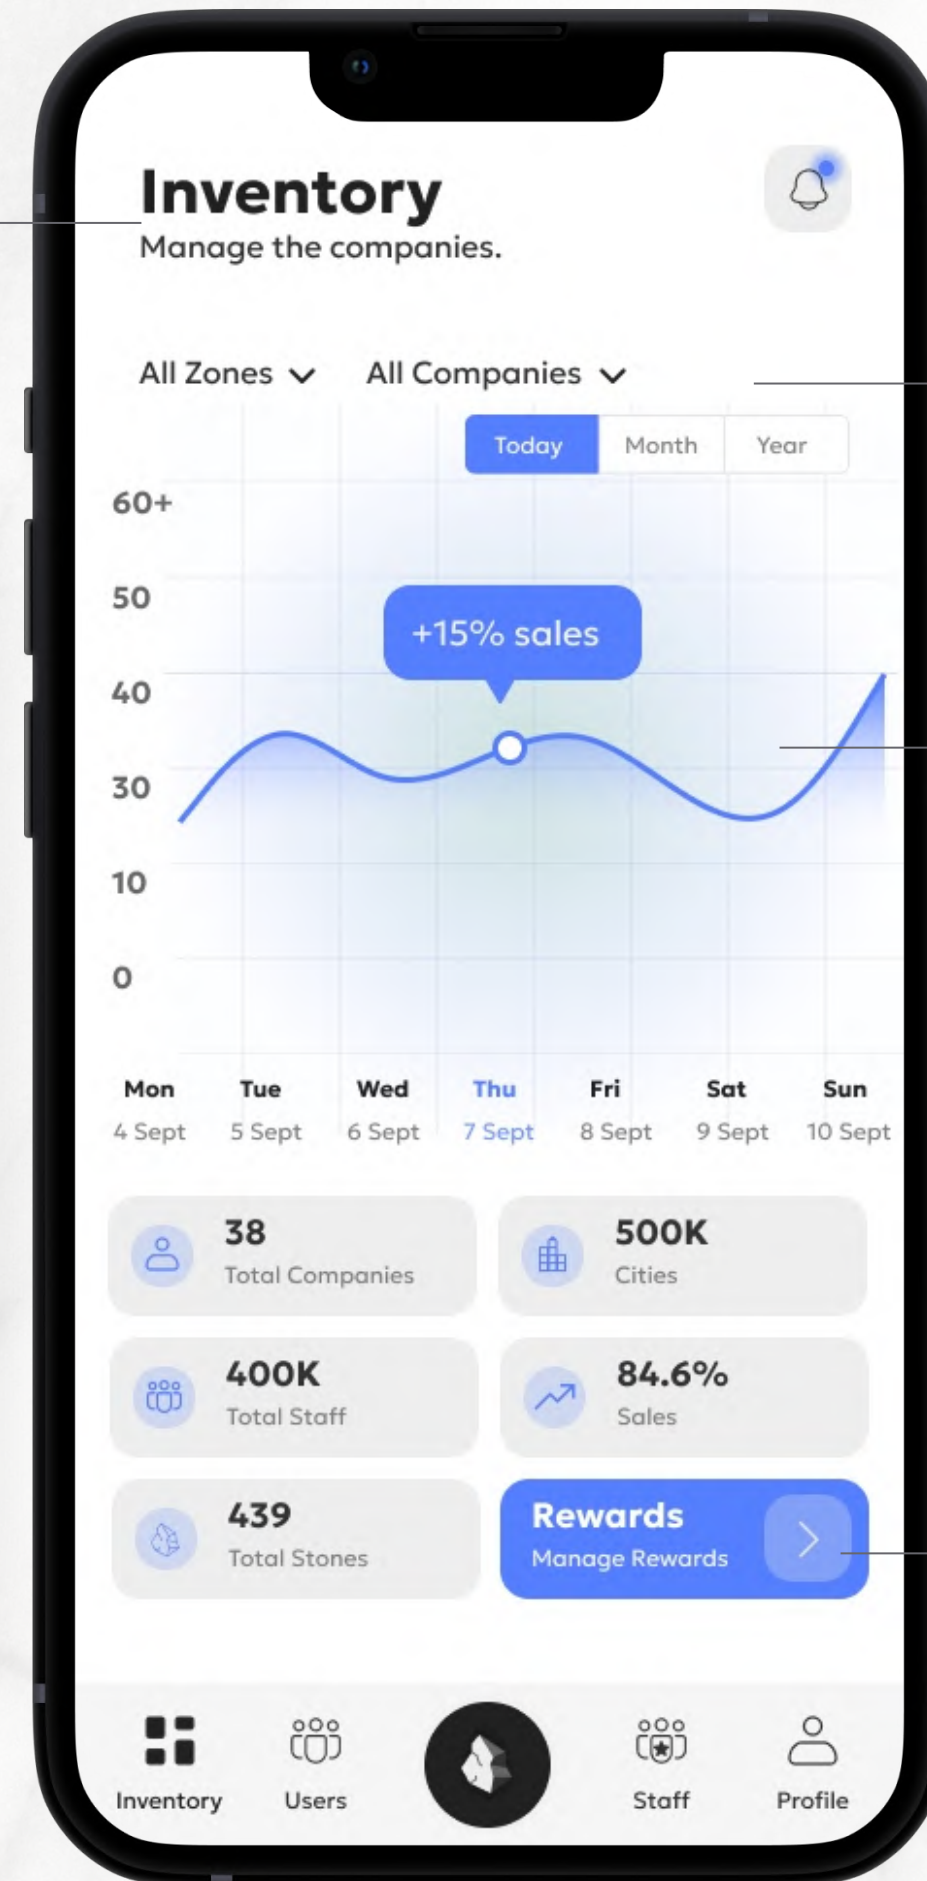 Inventory
Manage the companies.
All Zones
All Companies
Today
Month
Year
60+
50
+15% sales
40
30
10
0
Mon
Tue
Wed
Thu
Fri
Sat
Sun
4 Sept
5 Sept
6 Sept
7 Sept
8 Sept
9 Sept
10 Sept
38
Total Companies
500K
Cities
400K
Total Staff
84.6%
Sales
439
Total Stones
Rewards
Manage Rewards
Inventory
Users
Staff
Profile